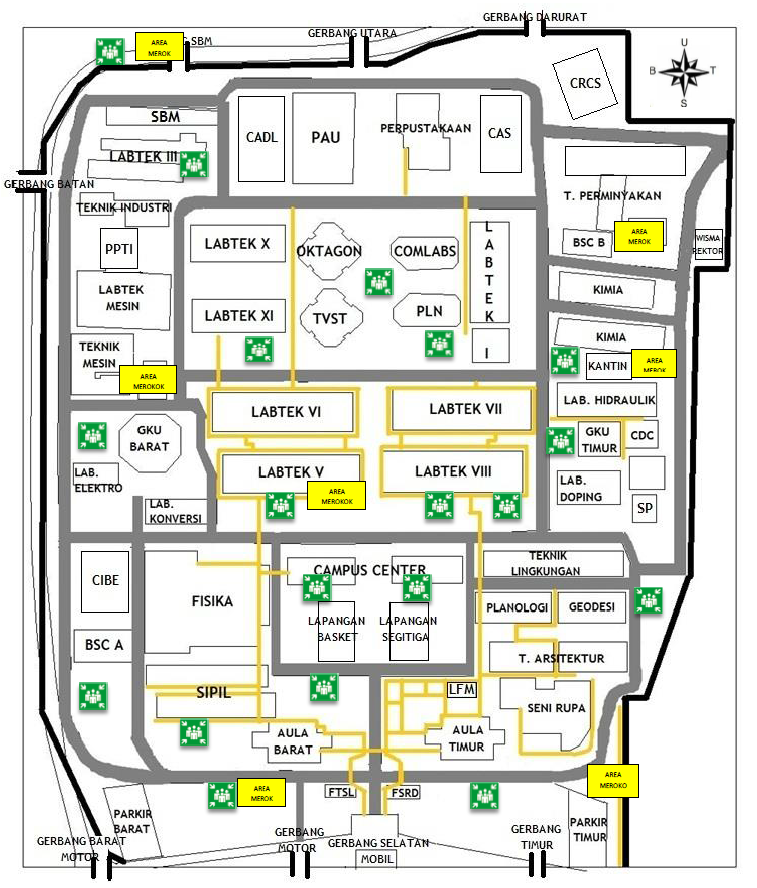 GERBANG DARURAT
GERBANG UTARA
AREA
MEROK
SBM
U
B
T
S
CRCS
SBM
LABTEK III
CADL
PAU
PERPUSTAKAAN
CAS
GERBANG BATAN
T. PERMINYAKAN
TEKNIK INDUSTRI
PPTI
LABTEK X
OKTAGON
COMLABS
LABTEK I
BSC B
AREA
MEROK
WISMA
REKTOR
LABTEK
MESIN
KIMIA
LABTEK XI
TVST
PLN
KIMIA
TEKNIK
MESIN
KANTIN
AREA
MEROK
AREA
MEROKOK
LABTEK VI
LABTEK VII
LAB. HIDRAULIK
GKU
BARAT
GKU
TIMUR
CDC
LAB.
ELEKTRO
LABTEK V
LABTEK VIII
AREA
MEROKOK
LAB.
DOPING
SP
LAB.
KONVERSI
CIBE
FISIKA
CAMPUS CENTER
TEKNIK
LINGKUNGAN
LAPANGAN
BASKET
LAPANGAN
SEGITIGA
PLANOLOGI
GEODESI
BSC A
T. ARSITEKTUR
SIPIL
LFM
SENI RUPA
AULA
BARAT
AULA
TIMUR
AREA
MEROK
AREA
MEROKO
FTSL
FSRD
PARKIR
BARAT
PARKIR
TIMUR
GERBANG BARAT
MOTOR
GERBANG
MOTOR
GERBANG SELATAN
MOBIL
GERBANG
TIMUR